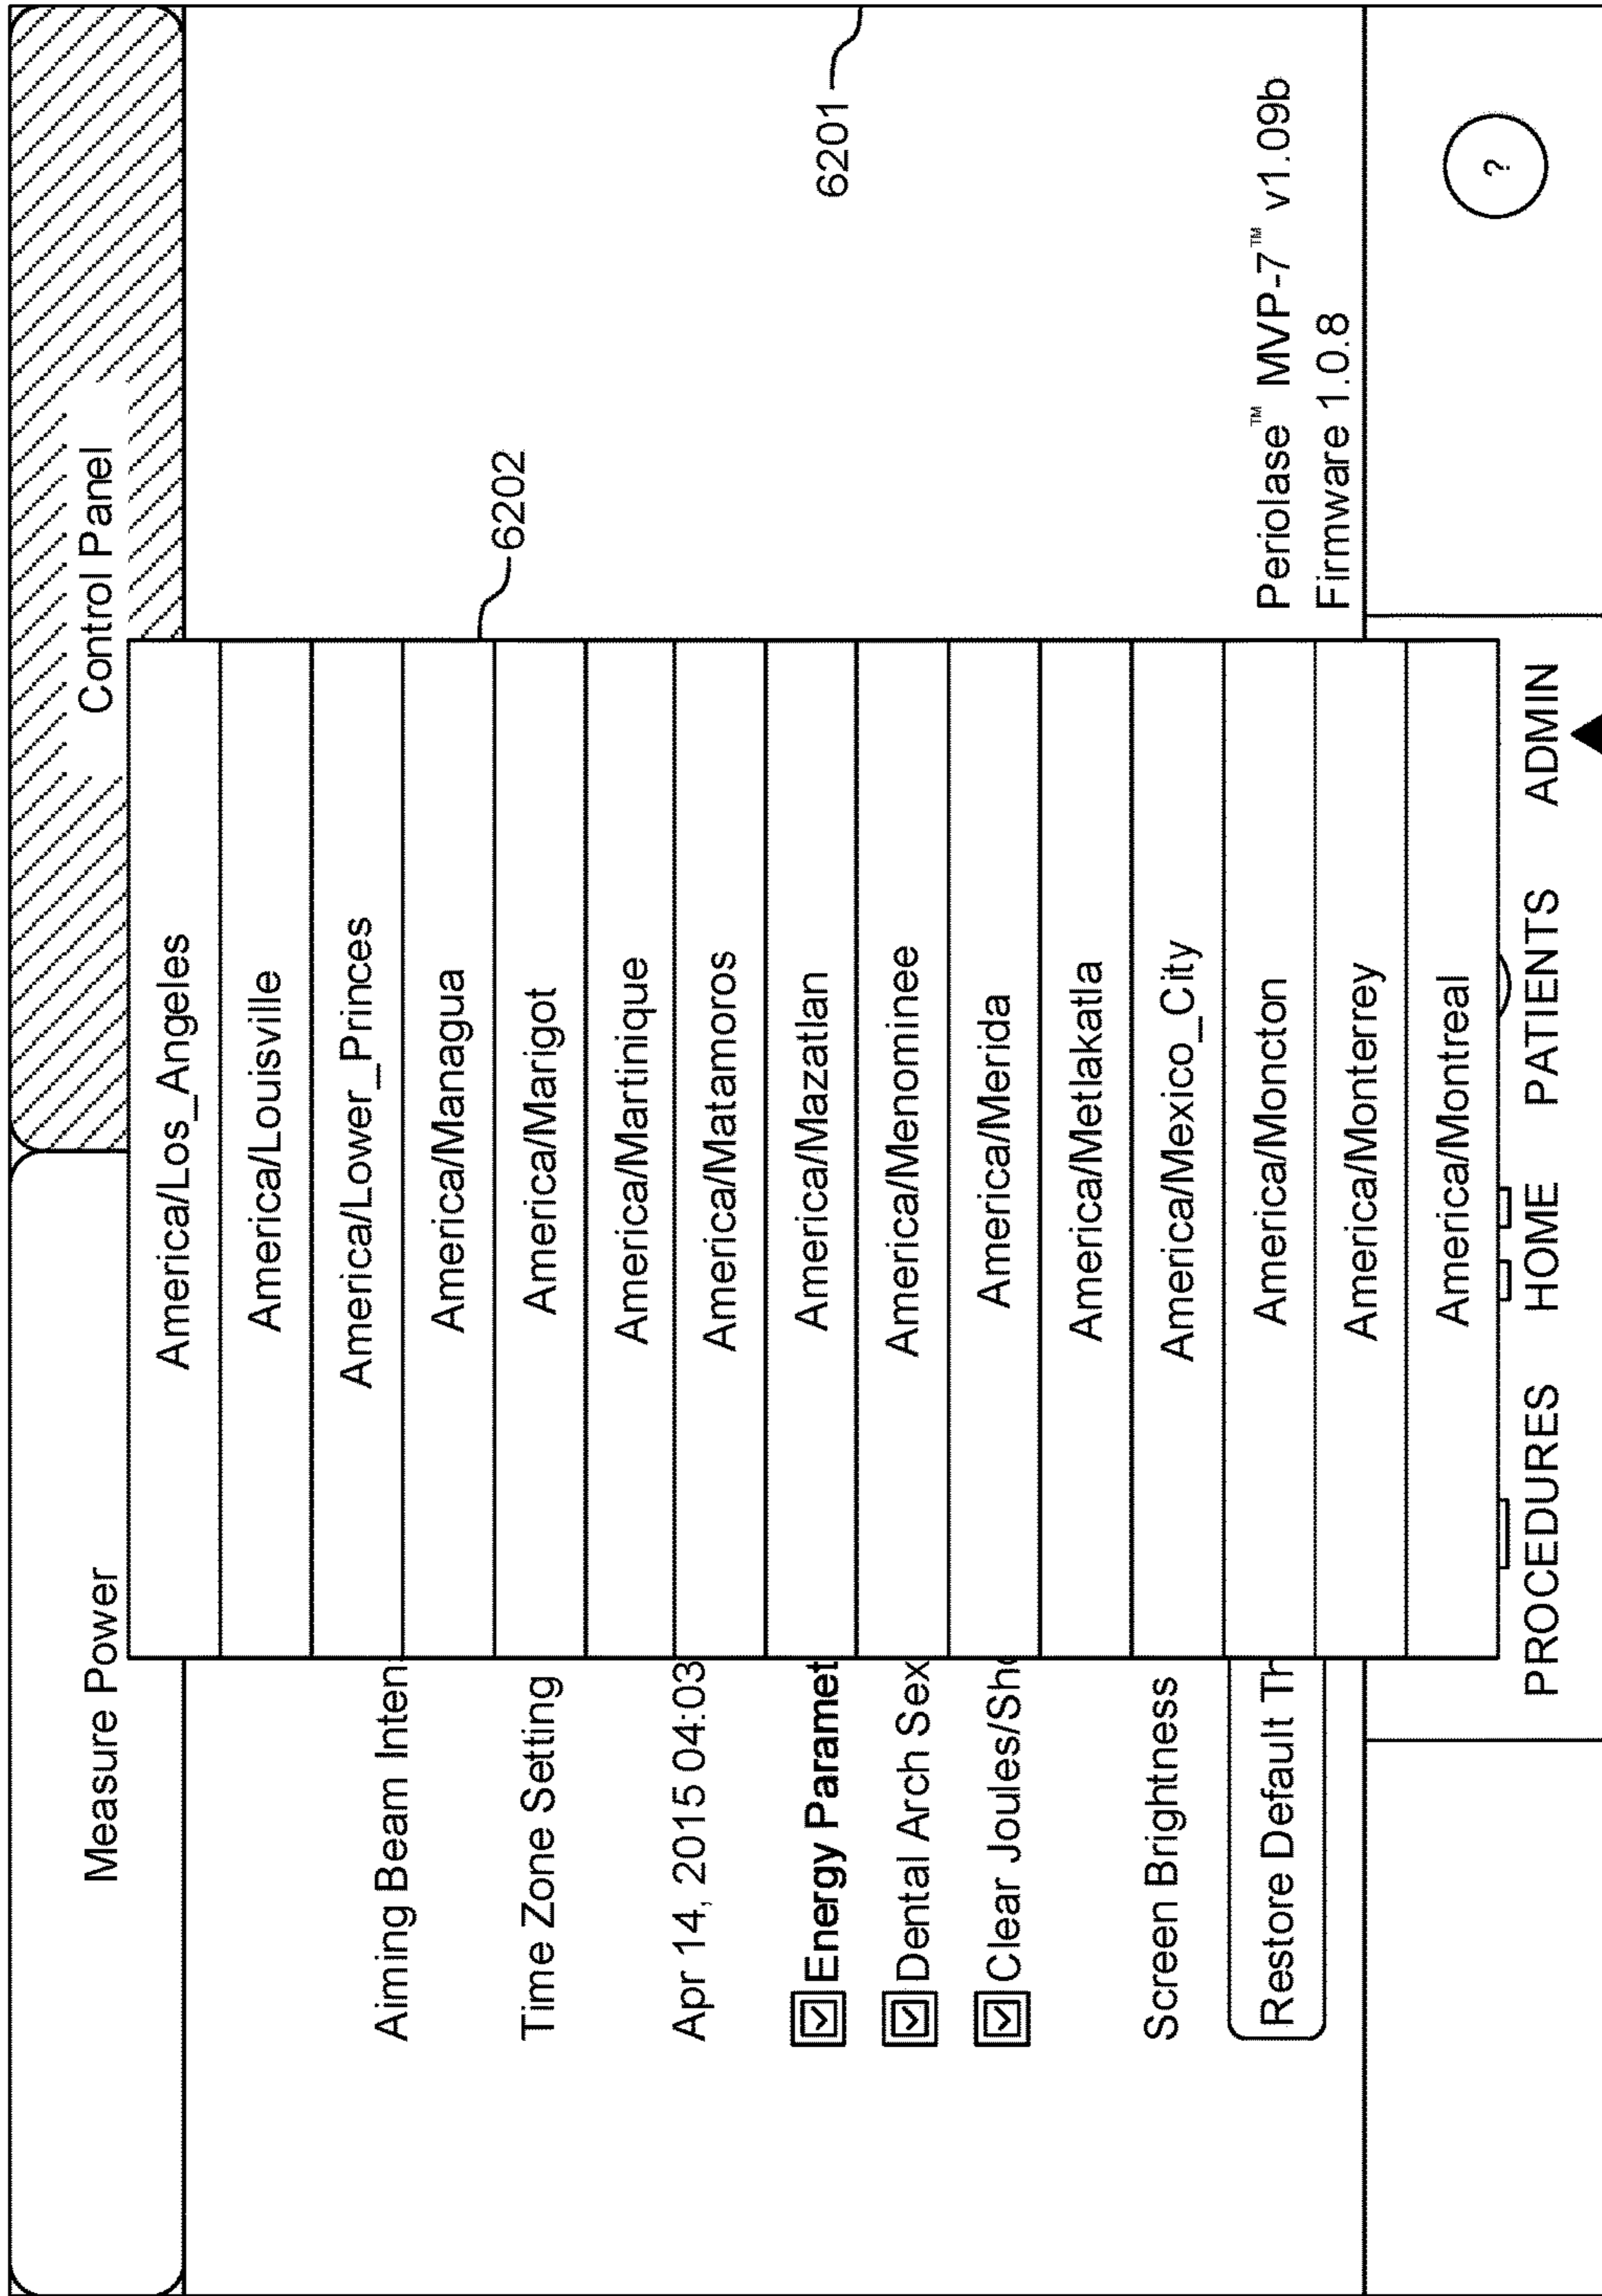 Measure Power
Control Panel
America/Los_Angeles
America/Louisville
America/Lower_Princes
America/Managua
America/Marigot
America/Martinique
America/Matamoros
America/Mazatlan
America/Menominee
America/Merida
America/Metlakatla
America/Mexico_City
America/Moncton
America/Monterrey
America/Montreal
Aiming Beam Inten
Time Zone Setting
Apr 14, 2015 04:03
Energy Paramet
Dental Arch Sex
Clear Joules/Sho
Screen Brightness
Restore Default Th
6202
6201
Periolase™ MVP-7™ v1.09b
Firmware 1.0.8
PROCEDURES HOME PATIENTS ADMIN
?